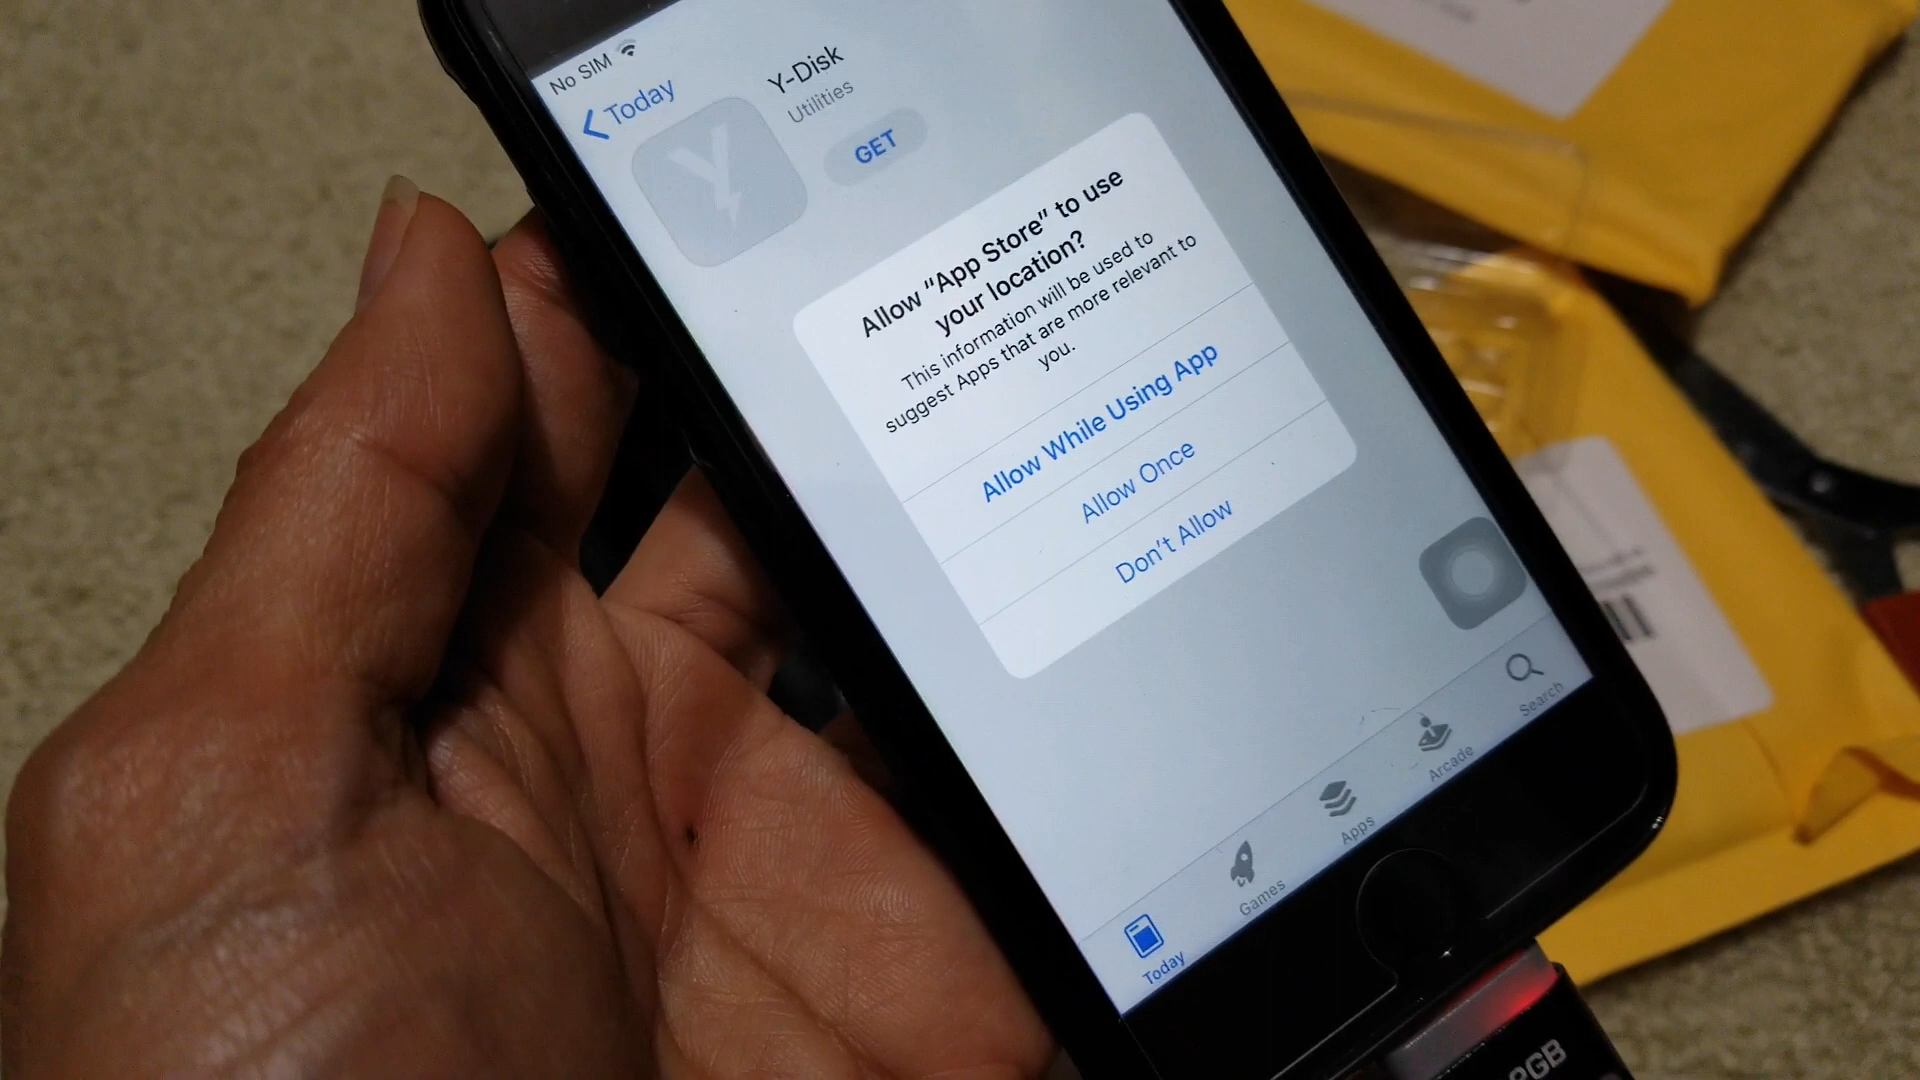 No SIM
Today
Y-Disk
Utilities
GET
Allow “App Store” to use
your location?
This information will be used to
suggest Apps that are more relevant to
you.
Allow While Using App
Allow Once
Don’t Allow
Today
Games
Apps
Arcade
Search